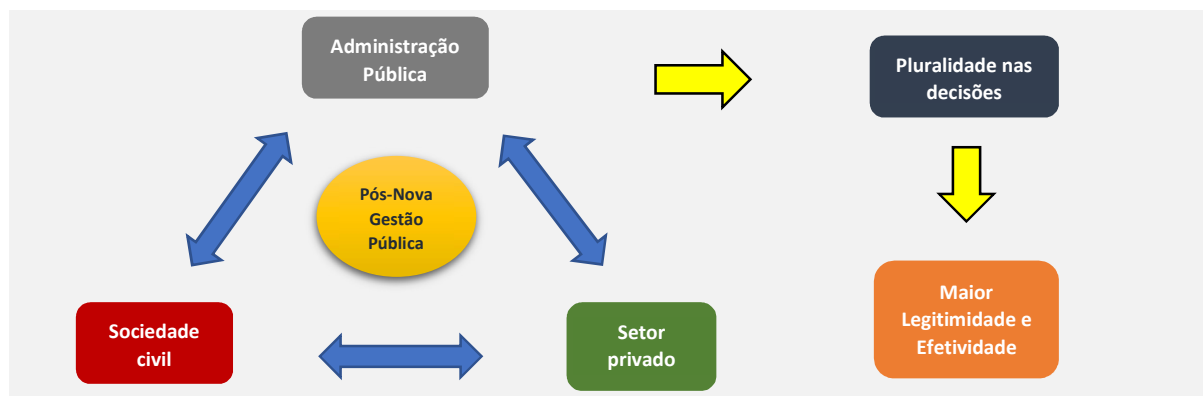 Administração
Pública
Pluralidade nas
decisões
Pós-Nova
Gestão
Pública
Sociedade
civil
Setor
privado
Maior
Legitimidade e
Efetividade